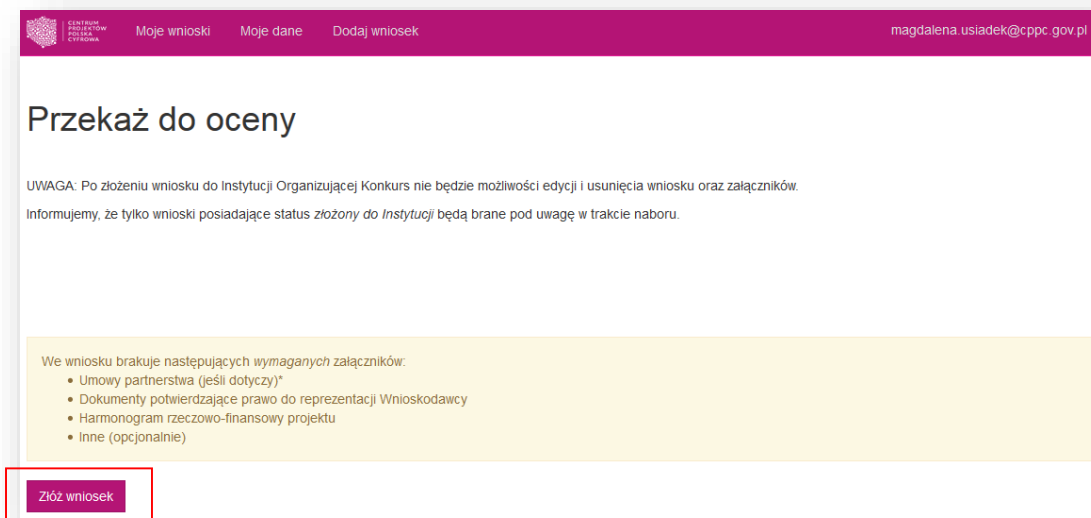 CENTRUM
PROJEKTÓW
POLSKA
CYFROWA
Moje wnioski Moje dane Dodaj wniosek magdalena.usiadek@cppc.gov.pl
Przekaż do oceny
UWAGA: Po złożeniu wniosku do Instytucji Organizującej Konkurs nie będzie możliwości edycji i usunięcia wniosku oraz załączników.
Informujemy, że tylko wnioski posiadające status złożony do Instytucji będą brane pod uwagę w trakcie naboru.
We wniosku brakuje następujących wymaganych załączników:
• Umowy partnerstwa (jeśli dotyczy)*
• Dokumenty potwierdzające prawo do reprezentacji Wnioskodawcy
• Harmonogram rzeczowo-finansowy projektu
• Inne (opcjonalnie)
Złóż wniosek